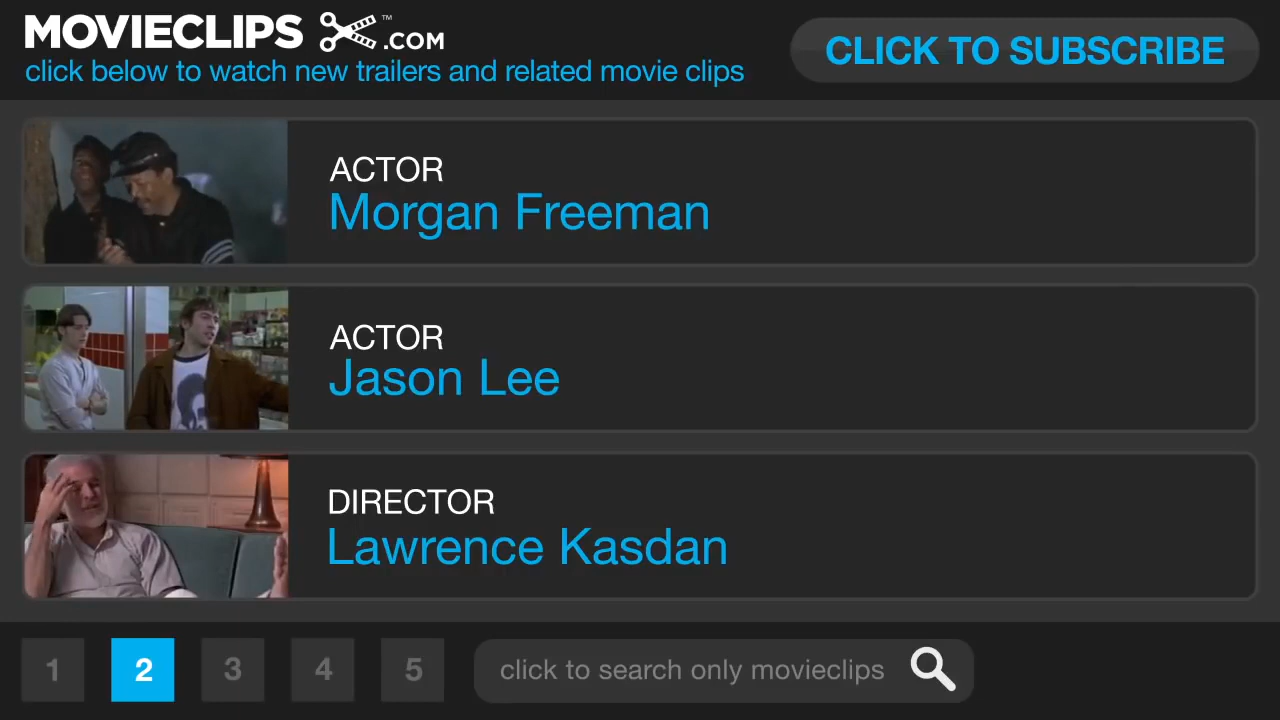 MOVIECLIPS ™ .COM
click below to watch new trailers and related movie clips
CLICK TO SUBSCRIBE
ACTOR
Morgan Freeman
ACTOR
Jason Lee
DIRECTOR
Lawrence Kasdan
1 2 3 4 5
click to search only movieclips